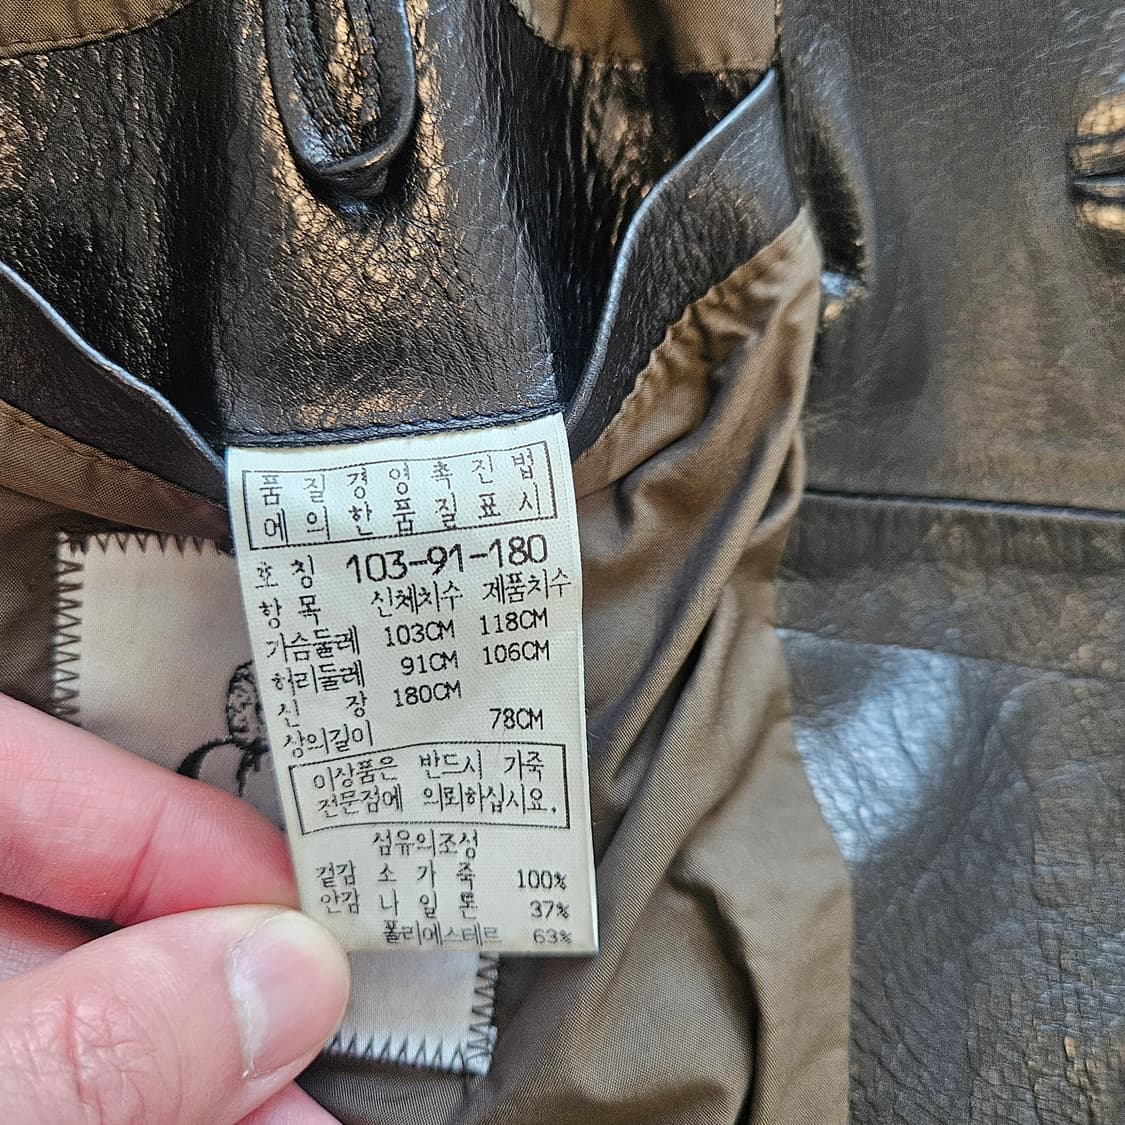 품 질 경 영 촉 진 법
에 의 한 품 질 표 시
호 칭 103-91-180
항 목 신체치수 제품치수
가슴둘레 103CM 118CM
허리둘레 91CM 106CM
신 장 180CM
상의길이 78CM
이상품은 반드시 가죽
전문점에 의뢰하십시요.
섬유의조성
겉감 소 가 죽 100%
안감 나 일 론 37%
폴리에스테르 63%